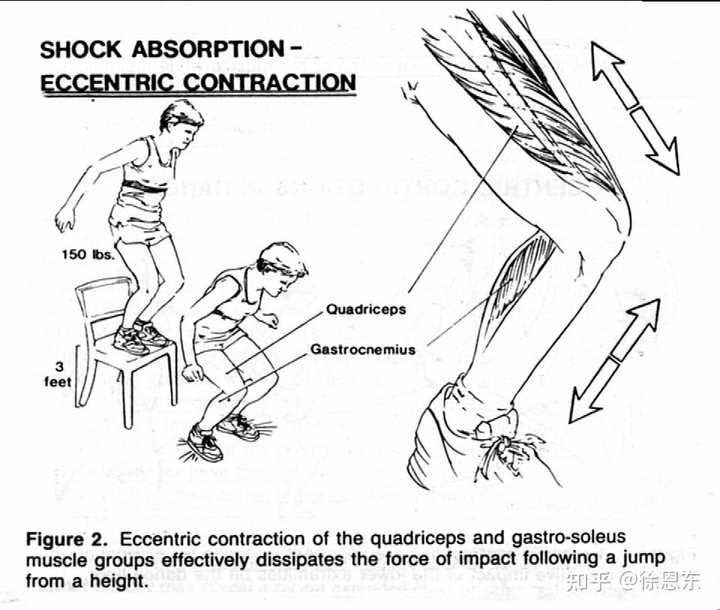 SHOCK ABSORPTION –
ECCENTRIC CONTRACTION
150 lbs.
3
feet
Quadriceps
Gastrocnemius
Figure 2. Eccentric contraction of the quadriceps and gastro-soleus
muscle groups effectively dissipates the force of impact following a jump
from a height.
知乎 @徐恩东